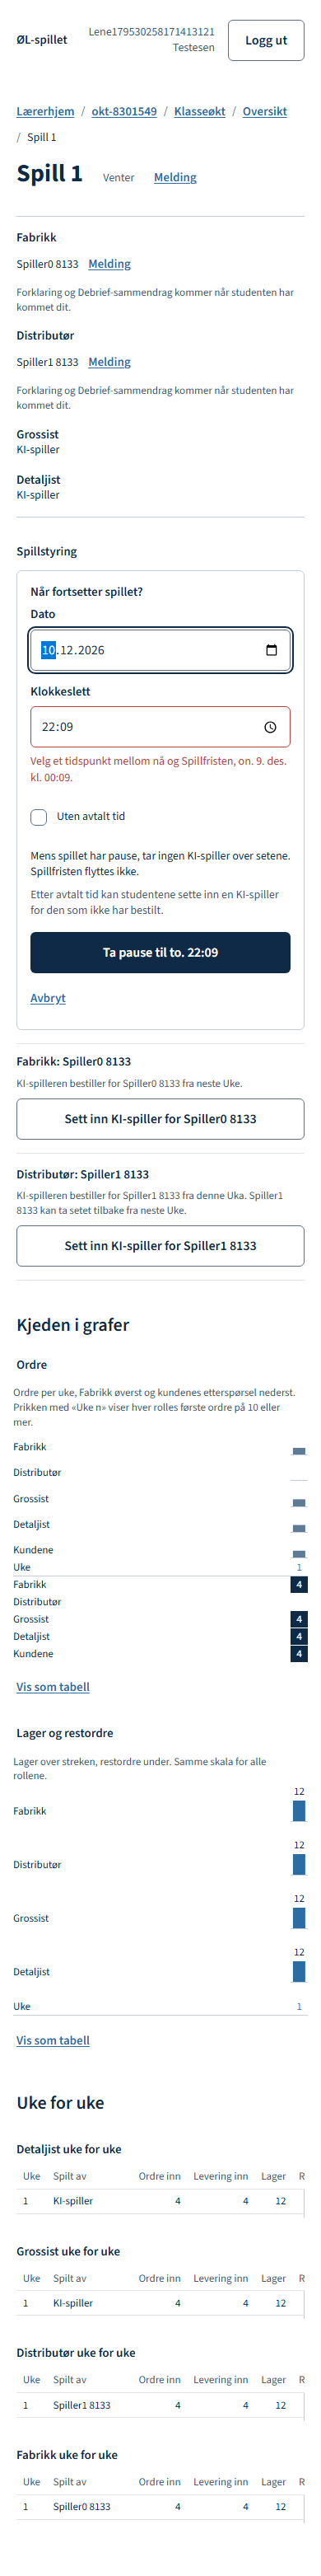 ØL-spillet
Lene179530258171413121
Testesen
Logg ut
Lærerhjem / okt-8301549 / Klasseøkt / Oversikt
/ Spill 1
Spill 1 Venter Melding
Fabrikk
Spiller0 8133 Melding
Forklaring og Debrief-sammendrag kommer når studenten har
kommet dit.
Distributør
Spiller1 8133 Melding
Forklaring og Debrief-sammendrag kommer når studenten har
kommet dit.
Grossist
KI-spiller
Detaljist
KI-spiller
Spillstyring
Når fortsetter spillet?
Dato
10.12.2026
Klokkeslett
22:09
Velg et tidspunkt mellom nå og Spillfristen, on. 9. des.
kl. 00:09.
Uten avtalt tid
Mens spillet har pause, tar ingen KI-spiller over setene.
Spillfristen flyttes ikke.
Etter avtalt tid kan studentene sette inn en KI-spiller
for den som ikke har bestilt.
Ta pause til to. 22:09
Avbryt
Fabrikk: Spiller0 8133
KI-spilleren bestiller for Spiller0 8133 fra neste Uke.
Sett inn KI-spiller for Spiller0 8133
Distributør: Spiller1 8133
KI-spilleren bestiller for Spiller1 8133 fra denne Uka. Spiller1
8133 kan ta setet tilbake fra neste Uke.
Sett inn KI-spiller for Spiller1 8133
Kjeden i grafer
Ordre
Ordre per uke, Fabrikk øverst og kundenes etterspørsel nederst.
Prikken med «Uke n» viser hver rolles første ordre på 10 eller
mer.
Fabrikk
Distributør
Grossist
Detaljist
Kundene
Uke 1
Fabrikk 4
Distributør
Grossist 4
Detaljist 4
Kundene 4
Vis som tabell
Lager og restordre
Lager over streken, restordre under. Samme skala for alle
rollene.
12
Fabrikk
12
Distributør
12
Grossist
12
Detaljist
Uke 1
Vis som tabell
Uke for uke
Detaljist uke for uke
Uke Spilt av Ordre inn Levering inn Lager R
1 KI-spiller 4 4 12
Grossist uke for uke
Uke Spilt av Ordre inn Levering inn Lager R
1 KI-spiller 4 4 12
Distributør uke for uke
Uke Spilt av Ordre inn Levering inn Lager R
1 Spiller1 8133 4 4 12
Fabrikk uke for uke
Uke Spilt av Ordre inn Levering inn Lager R
1 Spiller0 8133 4 4 12